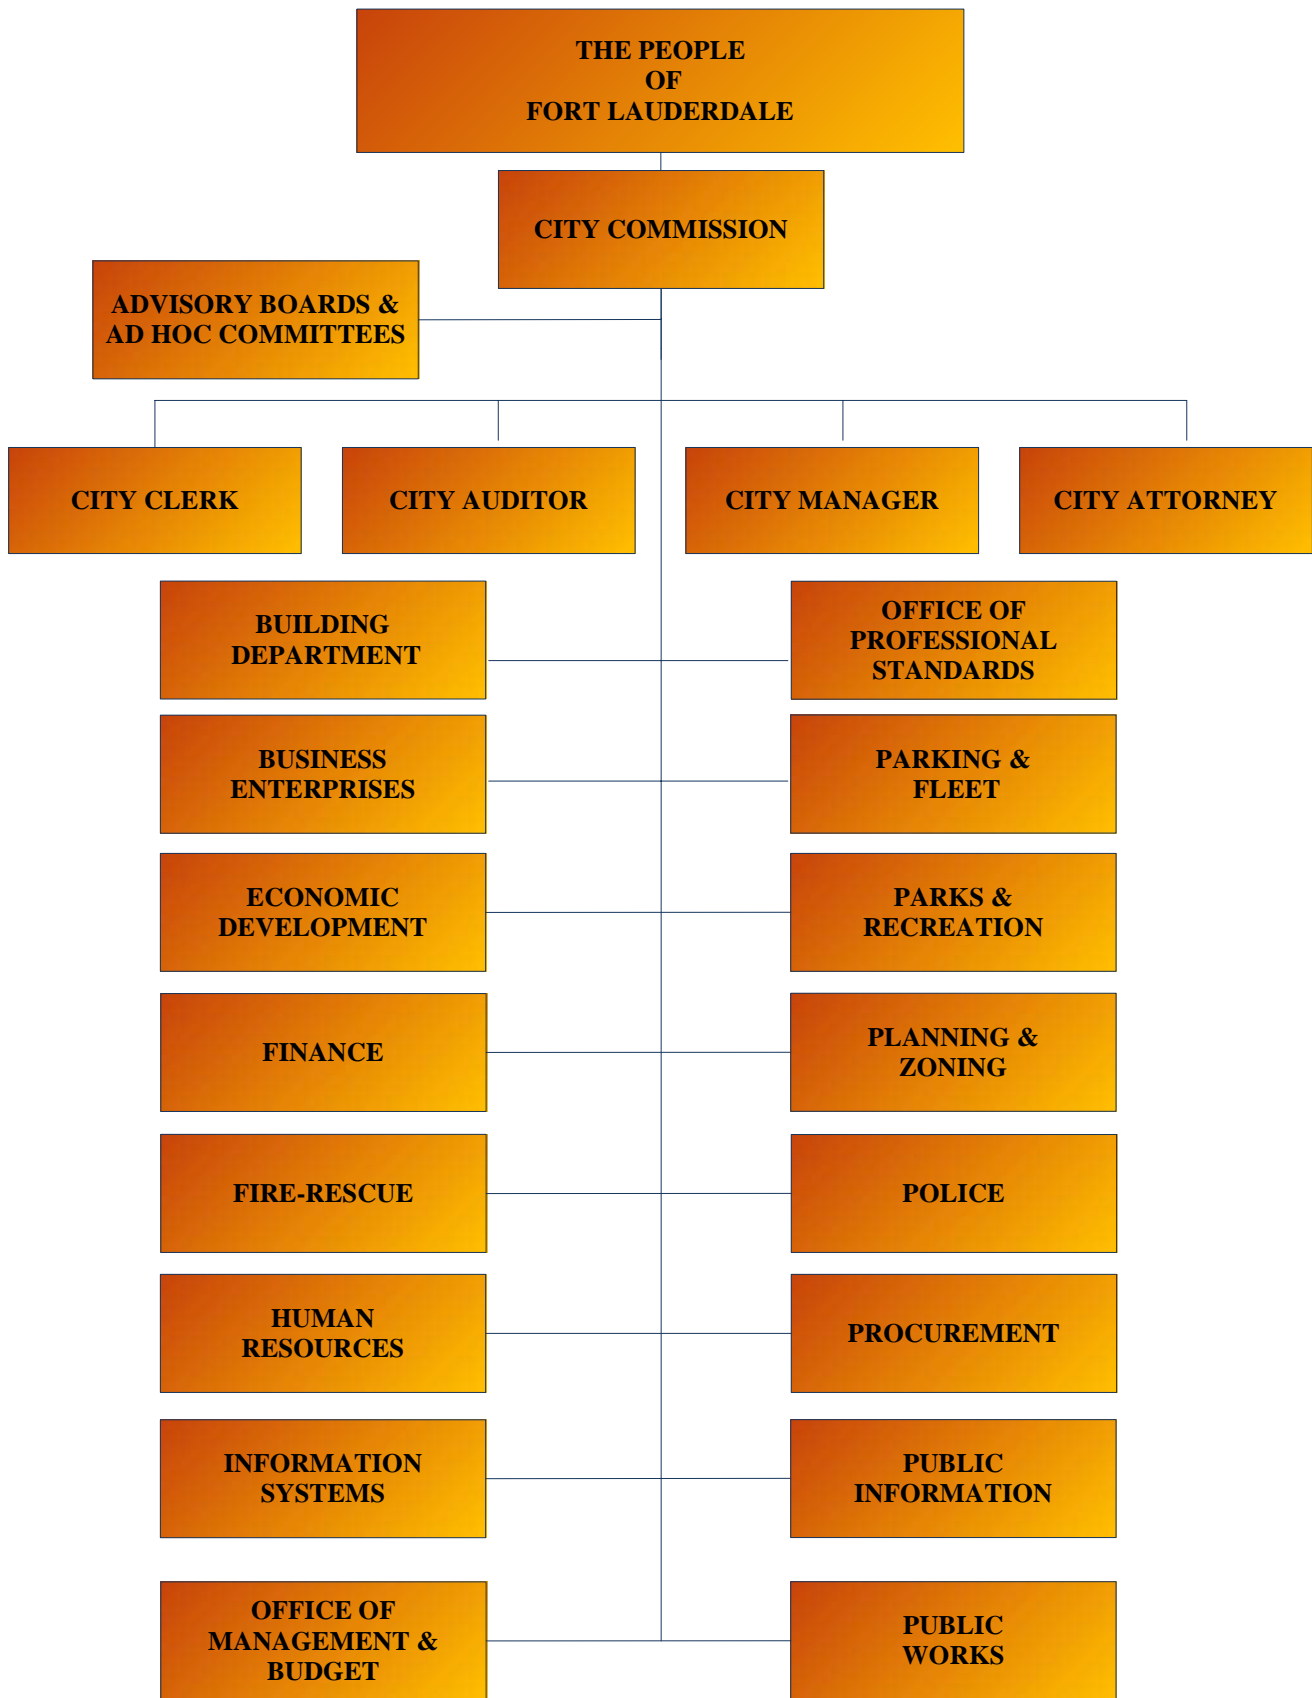 THE PEOPLE
OF
FORT LAUDERDALE
CITY COMMISSION
ADVISORY BOARDS &
AD HOC COMMITTEES
CITY CLERK
CITY AUDITOR
CITY MANAGER
CITY ATTORNEY
BUILDING
DEPARTMENT
OFFICE OF
PROFESSIONAL
STANDARDS
BUSINESS
ENTERPRISES
PARKING &
FLEET
ECONOMIC
DEVELOPMENT
PARKS &
RECREATION
FINANCE
PLANNING &
ZONING
FIRE-RESCUE
POLICE
HUMAN
RESOURCES
PROCUREMENT
INFORMATION
SYSTEMS
PUBLIC
INFORMATION
OFFICE OF
MANAGEMENT &
BUDGET
PUBLIC
WORKS